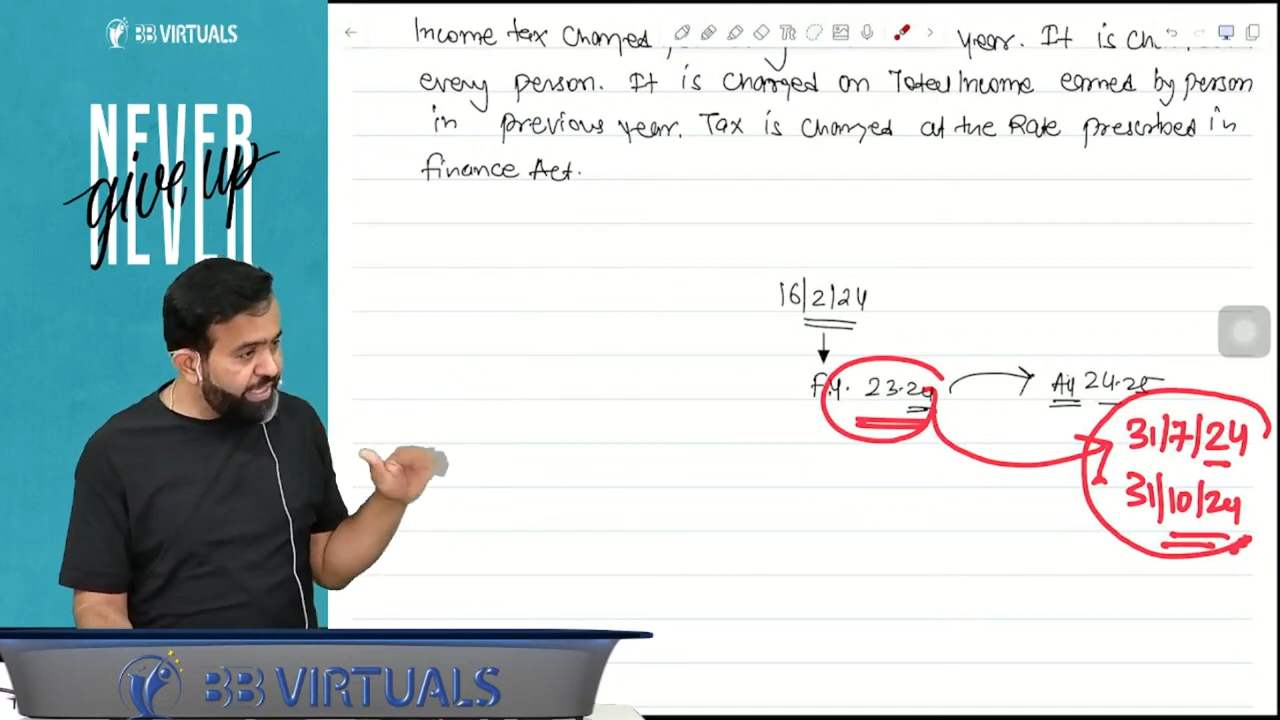 BB VIRTUALS
NEVER
give up
NEVER
Income tax Charged year. It is
every person. It is charged on Total Income earned by person
in previous year. Tax is charged at the Rate prescribed in
finance Act.
16|2|24
F.y. 23.24
Ay 24.25
31/7/24
31/10/24
BB VIRTUALS